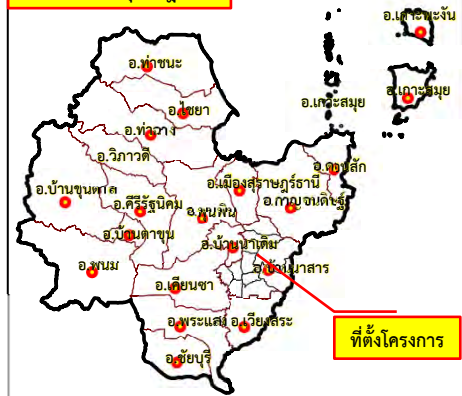 อ.เกาะพะงัน
อ.ท่าชนะ
อ.เกาะสมุย
อ.เกาะสมุย
อ.ไชยา
อ.ท่าฉาง
อ.วิภาวดี
อ.ดอนสัก
อ.บ้านขุนตาล
อ.เมืองสุราษฎร์ธานี
อ.คีรีรัฐนิคม
อ.พุนพิน
อ.กาญจนดิษฐ์
อ.บ้านตาขุน
อ.บ้านนาเดิม
อ.พนม
อ.บ้านนาสาร
อ.เคียนซา
อ.พระแสง
อ.เวียงสระ
ที่ตั้งโครงการ
อ.ชัยบุรี